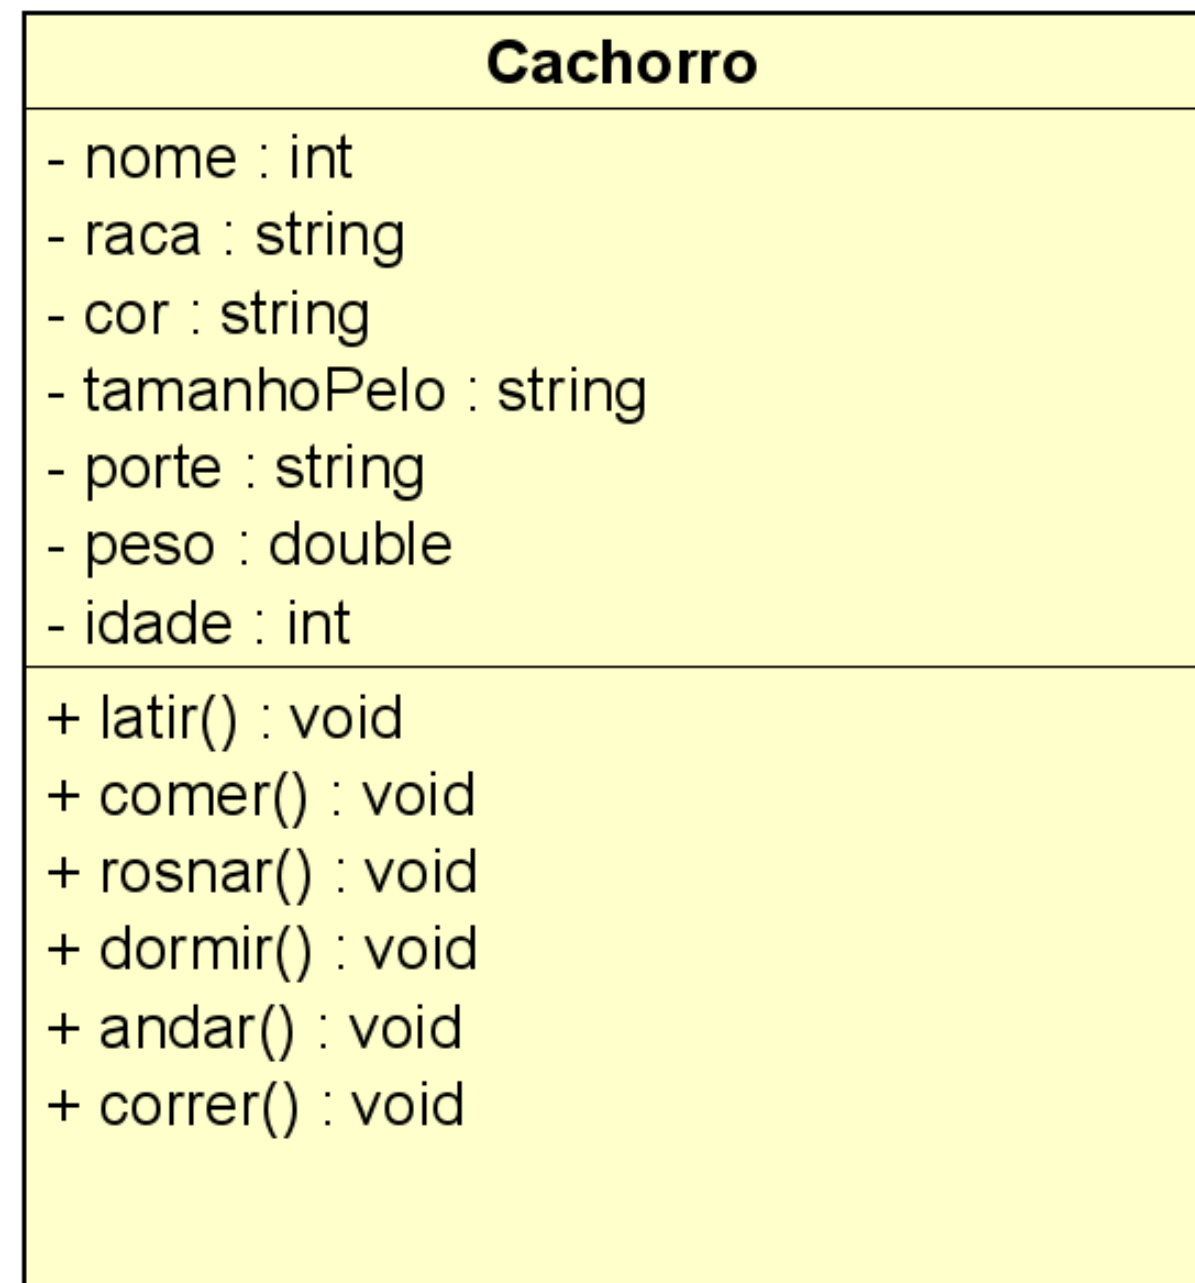 Cachorro
- nome : int
- raca : string
- cor : string
- tamanhoPelo : string
- porte : string
- peso : double
- idade : int
+ latir() : void
+ comer() : void
+ rosnar() : void
+ dormir() : void
+ andar() : void
+ correr() : void